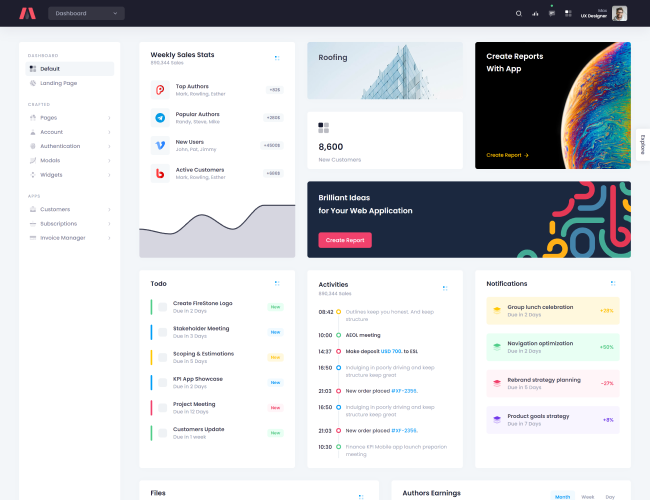 Dashboard
UX Designer
DASHBOARD
Default
Landing Page
CRAFTED
Pages
Account
Authentication
Modals
Widgets
APPS
Customers
Subscriptions
Invoice Manager
Weekly Sales Stats
890,344 Sales
Top Authors
Mark, Rowling, Esther
+82$
Popular Authors
Randy, Steve, Mike
+280$
New Users
John, Pat, Jimmy
+4500$
Active Customers
Mark, Rowling, Esther
Roofing
8,600
New Customers
Create Reports
With App
Create Report
Explore
Brilliant Ideas
for Your Web Application
Create Report
Todo
Create FireStone Logo
Due in 2 Days
New
Stakeholder Meeting
Due in 3 Days
New
Scoping & Estimations
Due in 5 Days
New
KPI App Showcase
Due in 2 Days
New
Project Meeting
Due in 12 Days
New
Customers Update
Due in 1 week
New
Activities
890,344 Sales
08:42
Outlines keep you honest. And keep
structure
10:00
AEOL meeting
14:37
Make deposit USD 700. to ESL
16:50
Indulging in poorly driving and keep
structure keep great
21:03
New order placed #XF-2356.
16:50
Indulging in poorly driving and keep
structure keep great
21:03
New order placed #XF-2356.
10:30
Finance KPI Mobile app launch preparion
meeting
Notifications
Group lunch celebration
Due in 2 Days
+28%
Navigation optimization
Due in 2 Days
+50%
Rebrand strategy planning
Due in 5 Days
-27%
Product goals strategy
Due in 7 Days
+8%
Files
Authors Earnings
Month
Week
Day